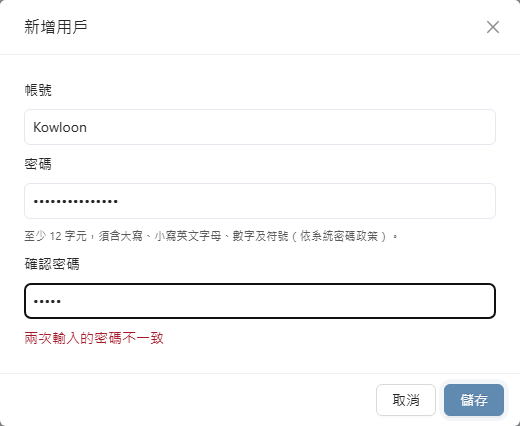 新增用戶
帳號
Kowloon
密碼
•••••••••••••••
至少 12 字元，須含大寫、小寫英文字母、數字及符號（依系統密碼政策）。
確認密碼
•••••
兩次輸入的密碼不一致
取消
儲存